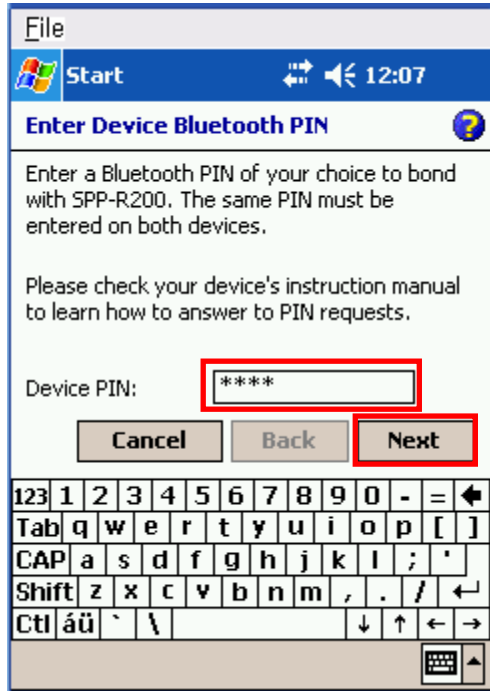 File
Start 12:07
Enter Device Bluetooth PIN ?
Enter a Bluetooth PIN of your choice to bond
with SPP-R200. The same PIN must be
entered on both devices.
Please check your device's instruction manual
to learn how to answer to PIN requests.
Device PIN: ****
Cancel Back Next
123 1 2 3 4 5 6 7 8 9 0 - = 🡄
Tab q w e r t y u i o p [ ]
CAP a s d f g h j k l ; '
Shift z x c v b n m , . / ↵
Ctl áü ` \ ↓ ↑ ← →